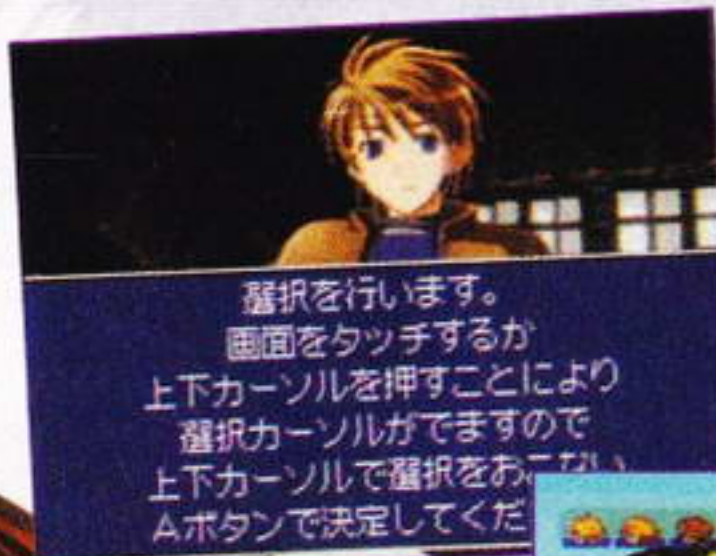 選択を行います。
画面をタッチするか
上下カーソルを押すことにより
選択カーソルがでますので
上下カーソルで選択をおこない
Aボタンで決定してくだ